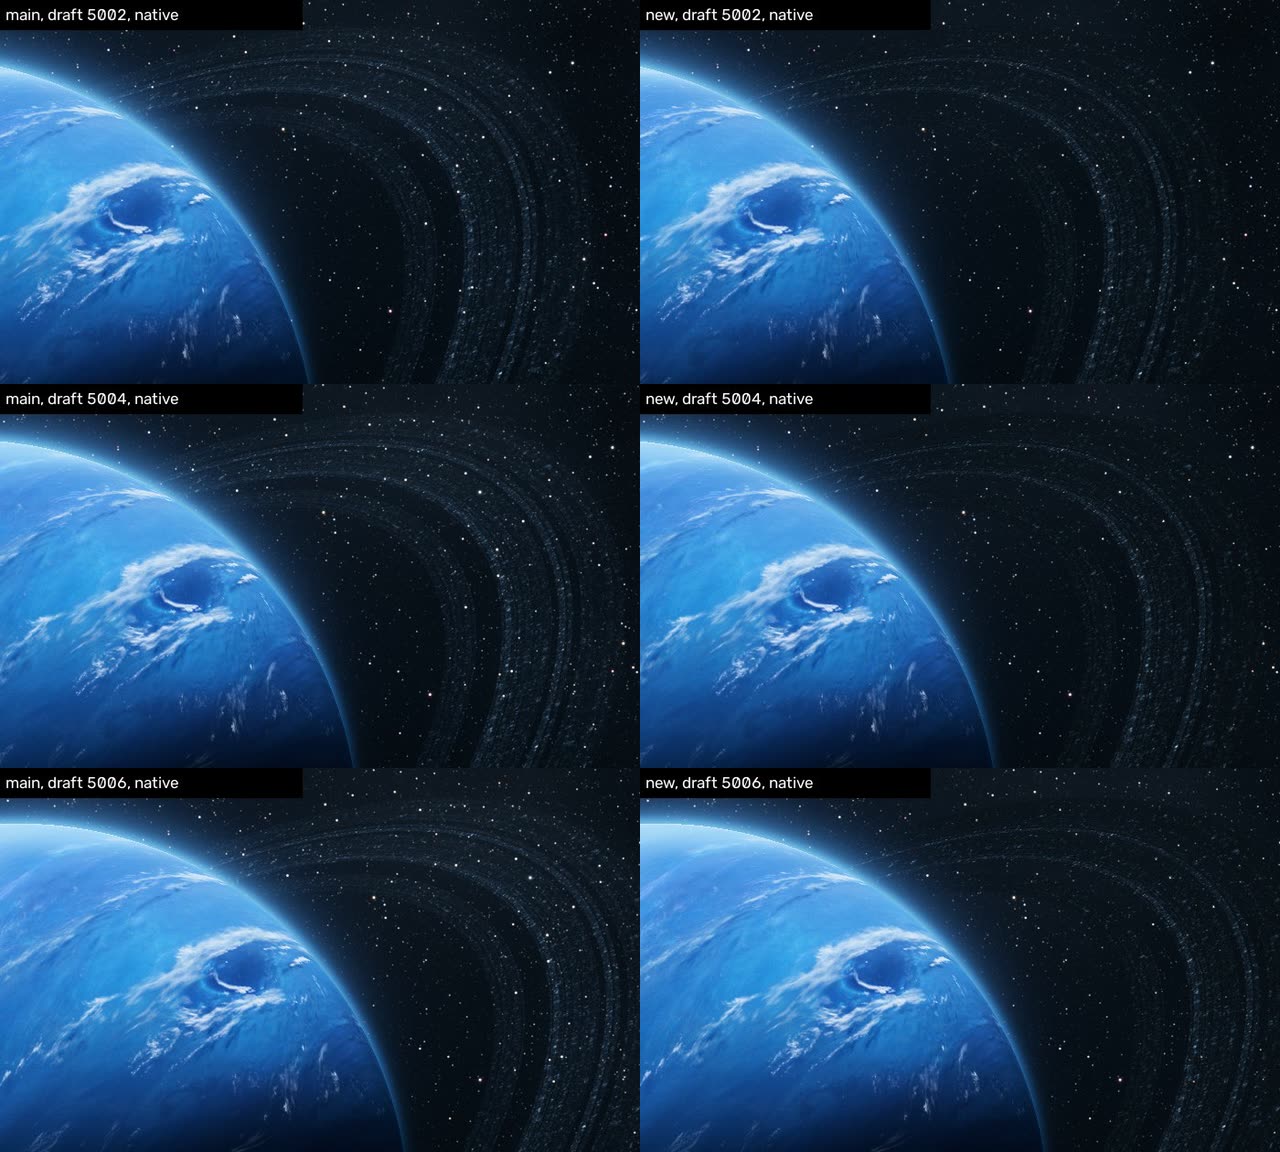 main, draft 5002, native
new, draft 5002, native
main, draft 5004, native
new, draft 5004, native
main, draft 5006, native
new, draft 5006, native